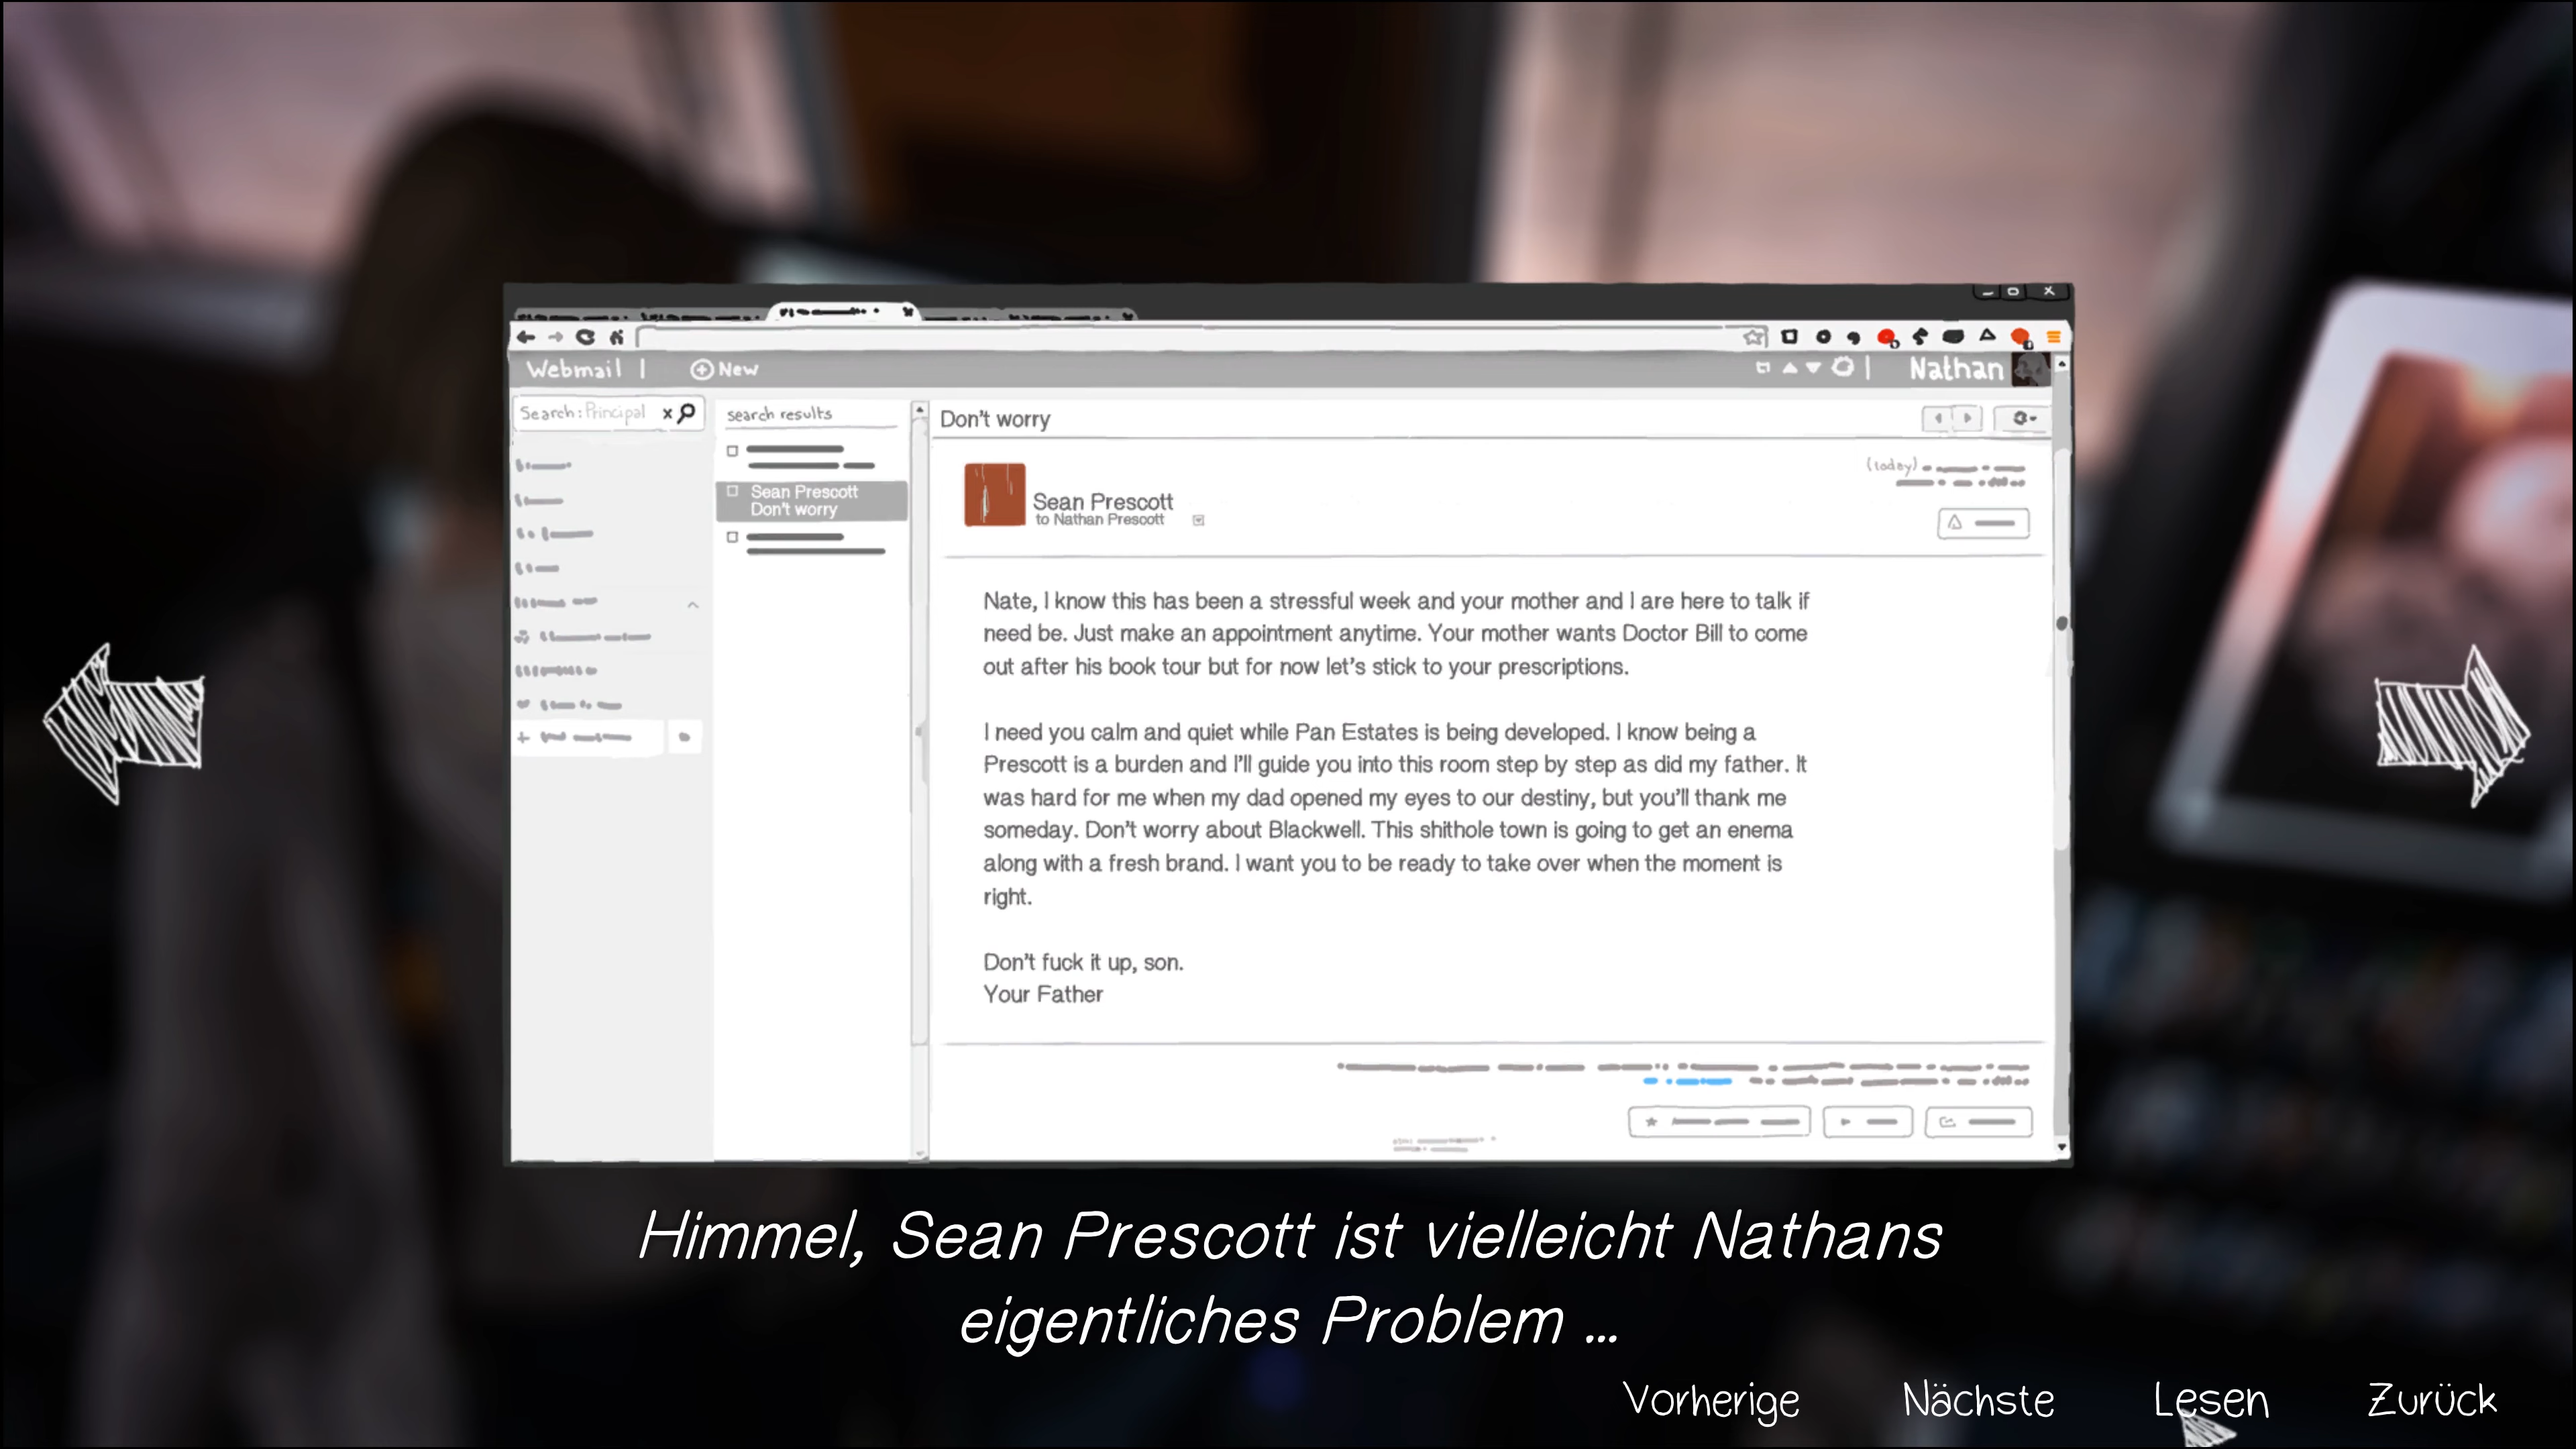 Webmail | New
Nathan
Search: Principal x
search results
Sean Prescott
Don't worry
Don't worry
(today)
Sean Prescott
to Nathan Prescott
Nate, I know this has been a stressful week and your mother and I are here to talk if
need be. Just make an appointment anytime. Your mother wants Doctor Bill to come
out after his book tour but for now let's stick to your prescriptions.
I need you calm and quiet while Pan Estates is being developed. I know being a
Prescott is a burden and I'll guide you into this room step by step as did my father. It
was hard for me when my dad opened my eyes to our destiny, but you'll thank me
someday. Don't worry about Blackwell. This shithole town is going to get an enema
along with a fresh brand. I want you to be ready to take over when the moment is
right.
Don't fuck it up, son.
Your Father
Himmel, Sean Prescott ist vielleicht Nathans
eigentliches Problem ...
Vorherige Nächste Lesen Zurück